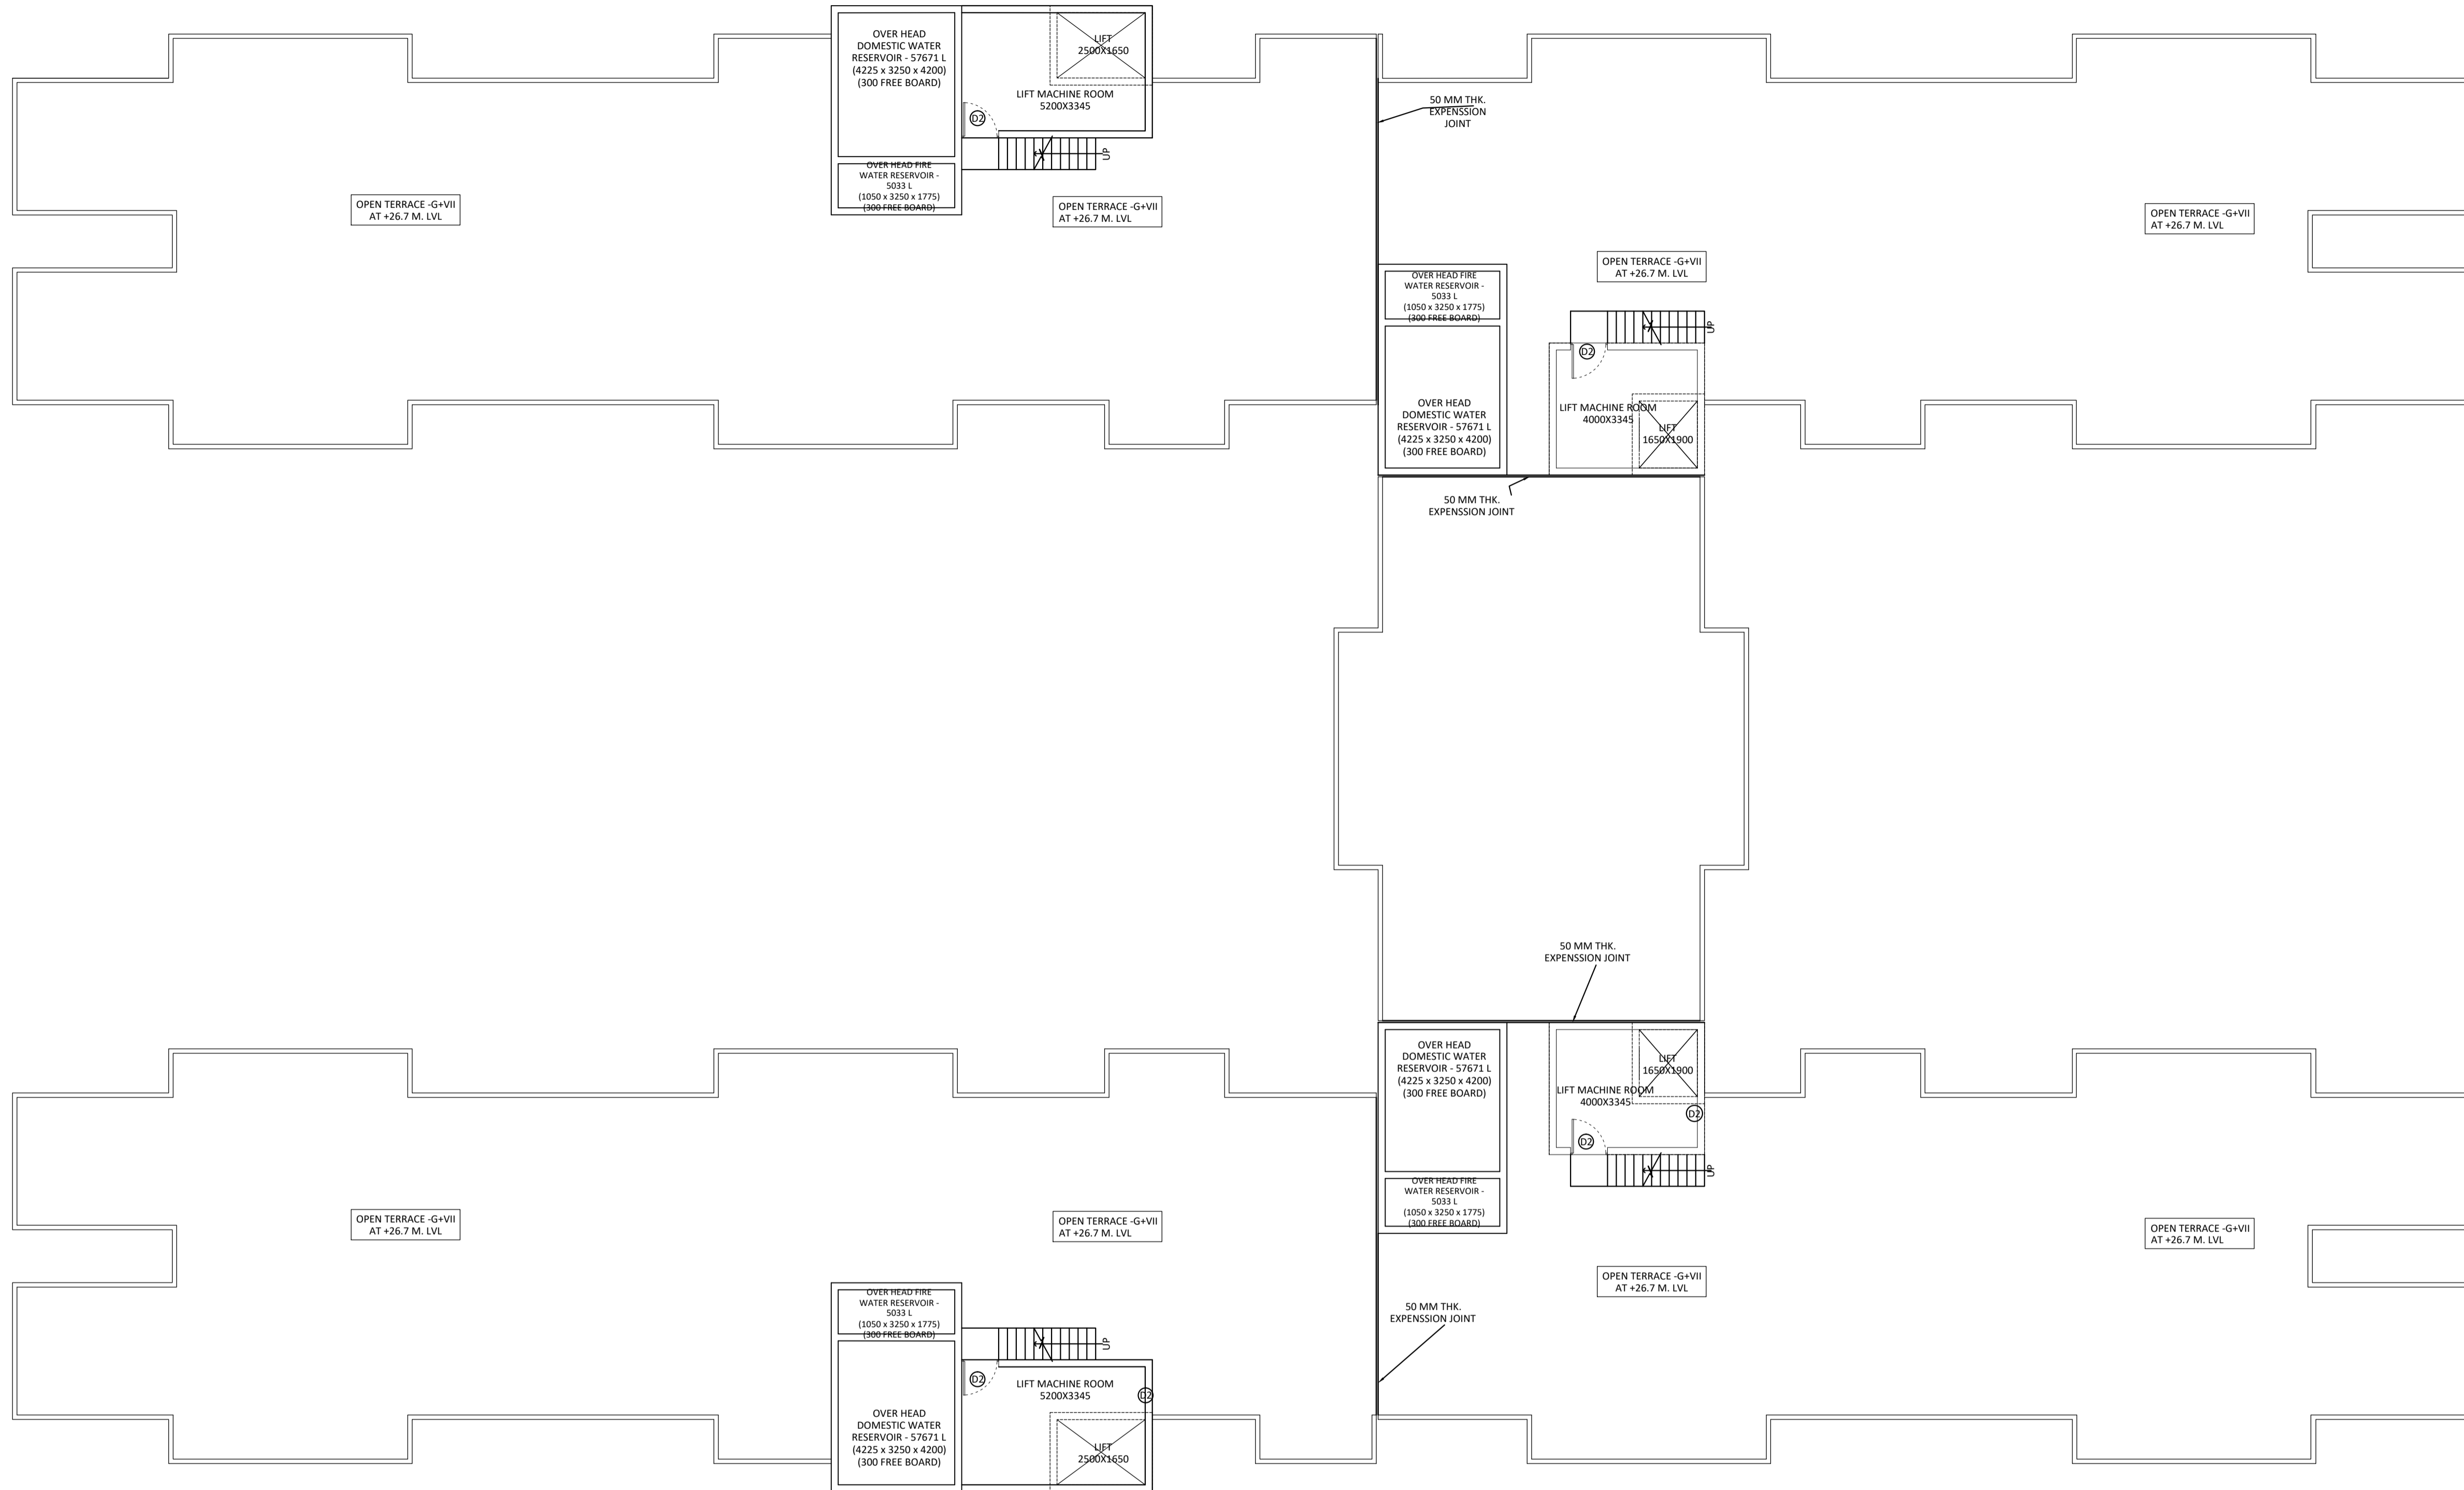 OVER HEAD
DOMESTIC WATER
RESERVOIR - 57671 L
(4225 x 3250 x 4200)
(300 FREE BOARD)
LIFT
2500X1650
LIFT MACHINE ROOM
5200X3345
D2
UP
OVER HEAD FIRE
WATER RESERVOIR -
5033 L
(1050 x 3250 x 1775)
(300 FREE BOARD)
50 MM THK.
EXPENSSION
JOINT
OPEN TERRACE -G+VII
AT +26.7 M. LVL
OPEN TERRACE -G+VII
AT +26.7 M. LVL
OPEN TERRACE -G+VII
AT +26.7 M. LVL
OPEN TERRACE -G+VII
AT +26.7 M. LVL
OVER HEAD FIRE
WATER RESERVOIR -
5033 L
(1050 x 3250 x 1775)
(300 FREE BOARD)
UP
D2
OVER HEAD
DOMESTIC WATER
RESERVOIR - 57671 L
(4225 x 3250 x 4200)
(300 FREE BOARD)
LIFT MACHINE ROOM
4000X3345
LIFT
1650X1900
50 MM THK.
EXPENSSION JOINT
50 MM THK.
EXPENSSION JOINT
OVER HEAD
DOMESTIC WATER
RESERVOIR - 57671 L
(4225 x 3250 x 4200)
(300 FREE BOARD)
LIFT
1650X1900
LIFT MACHINE ROOM
4000X3345
D2
D2
UP
OVER HEAD FIRE
WATER RESERVOIR -
5033 L
(1050 x 3250 x 1775)
(300 FREE BOARD)
OPEN TERRACE -G+VII
AT +26.7 M. LVL
OPEN TERRACE -G+VII
AT +26.7 M. LVL
OPEN TERRACE -G+VII
AT +26.7 M. LVL
OPEN TERRACE -G+VII
AT +26.7 M. LVL
OVER HEAD FIRE
WATER RESERVOIR -
5033 L
(1050 x 3250 x 1775)
(300 FREE BOARD)
50 MM THK.
EXPENSSION JOINT
UP
D2
LIFT MACHINE ROOM
5200X3345
D2
OVER HEAD
DOMESTIC WATER
RESERVOIR - 57671 L
(4225 x 3250 x 4200)
(300 FREE BOARD)
LIFT
2500X1650